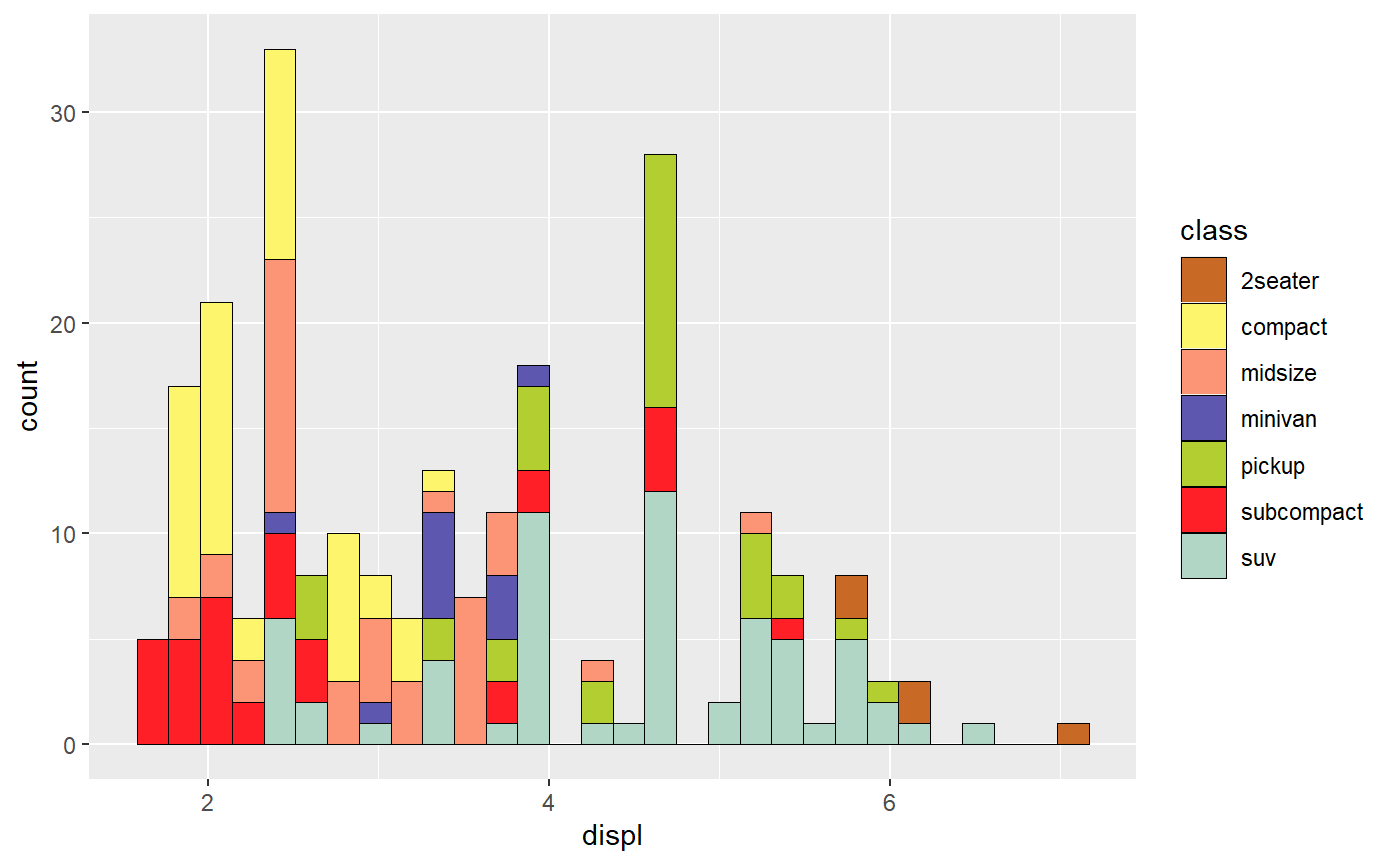 30
20
10
0
count
2
4
6
displ
class
2seater
compact
midsize
minivan
pickup
subcompact
suv